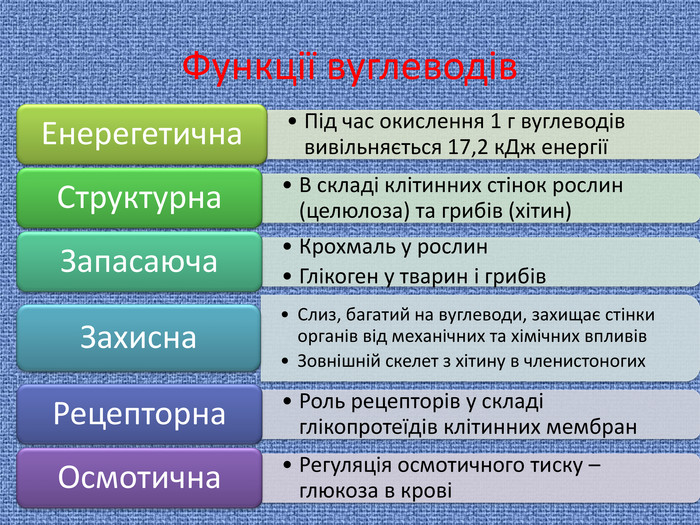 Функції вуглеводів
Енерегетична
• Під час окислення 1 г вуглеводів
вивільняється 17,2 кДж енергії
Структурна
• В складі клітинних стінок рослин
(целюлоза) та грибів (хітин)
Запасаюча
• Крохмаль у рослин
• Глікоген у тварин і грибів
Захисна
• Слиз, багатий на вуглеводи, захищає стінки
органів від механічних та хімічних впливів
• Зовнішній скелет з хітину в членистоногих
Рецепторна
• Роль рецепторів у складі
глікопротеїдів клітинних мембран
Осмотична
• Регуляція осмотичного тиску –
глюкоза в крові